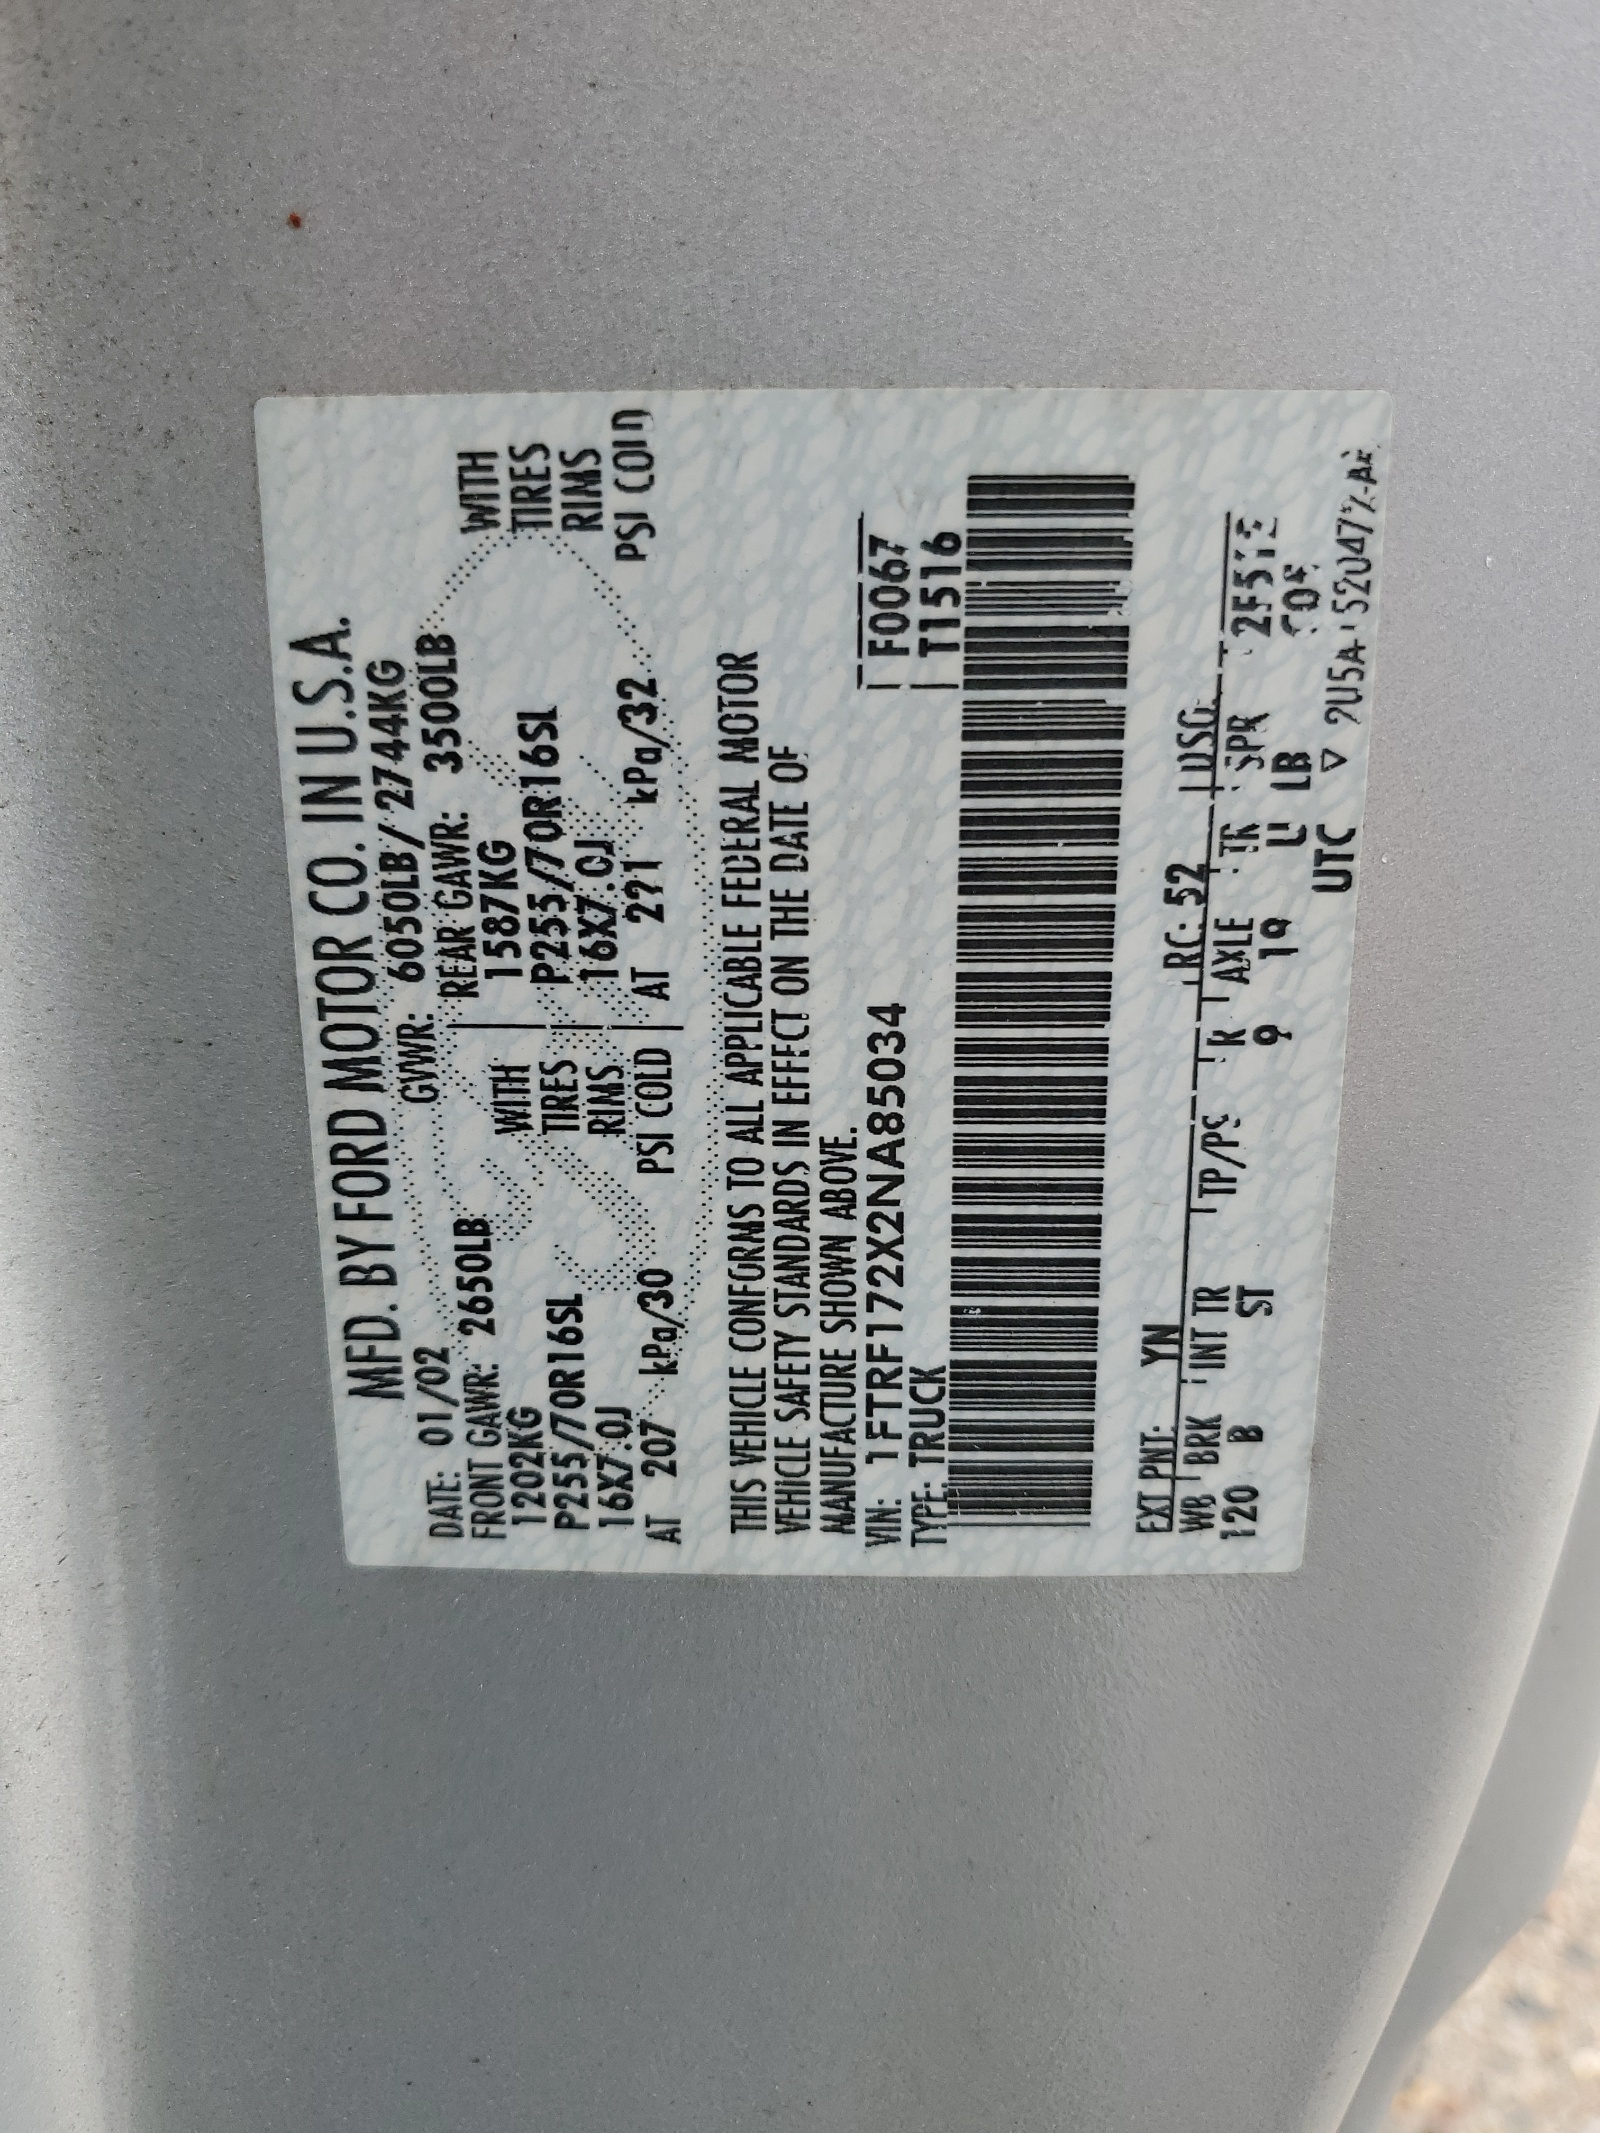 MFD. BY FORD MOTOR CO. IN U.S.A.
DATE: 01/02 GVWR: 6050LB/2744KG
FRONT GAWR: 2650LB REAR GAWR: 3500LB
1202KG WITH 1587KG WITH
P255/70R16SL TIRES P255/70R16SL TIRES
16X7.0J RIMS 16X7.0J RIMS
AT 207 kPa/30 PSI COLD AT 221 kPa/32 PSI COLD
THIS VEHICLE CONFORMS TO ALL APPLICABLE FEDERAL MOTOR
VEHICLE SAFETY STANDARDS IN EFFECT ON THE DATE OF
MANUFACTURE SHOWN ABOVE.
VIN: 1FTRF172X2NA85034 F0067
TYPE: TRUCK T1516
EXT PNT: YN RC: 52 DSO:
WB BRK INT TR TP/PS R AXLE TR SPR
120 B ST 9 19 LB
UTC